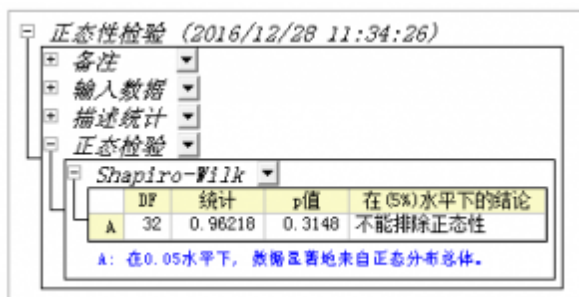 正态性检验 (2016/12/28 11:34:26)
备注
输入数据
描述统计
正态检验
Shapiro-Wilk
DF 统计 p值 在(5%)水平下的结论
A 32 0.96218 0.3148 不能排除正态性
A: 在0.05水平下, 数据显著地来自正态分布总体。